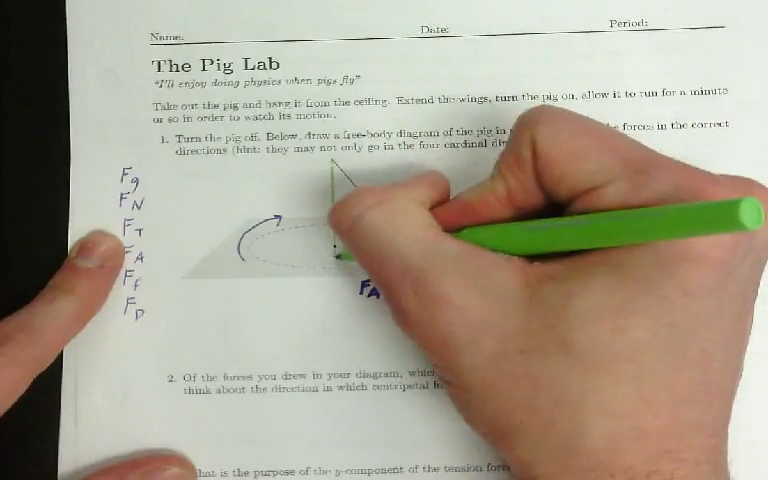 Name: Date: Period:
The Pig Lab
"I'll enjoy doing physics when pigs fly"
Take out the pig and hang it from the ceiling. Extend the wings, turn the pig on, allow it to run for a minute
or so in order to watch its motion.
1. Turn the pig off. Below, draw a free-body diagram of the pig in forces in the correct
directions (hint: they may not only go in the four cardinal
Fg
FN
FT
FA
Ff
FD
FA
2. Of the forces you drew in your diagram,
think about the direction in which centripetal
hat is the purpose of the y-component of the tension